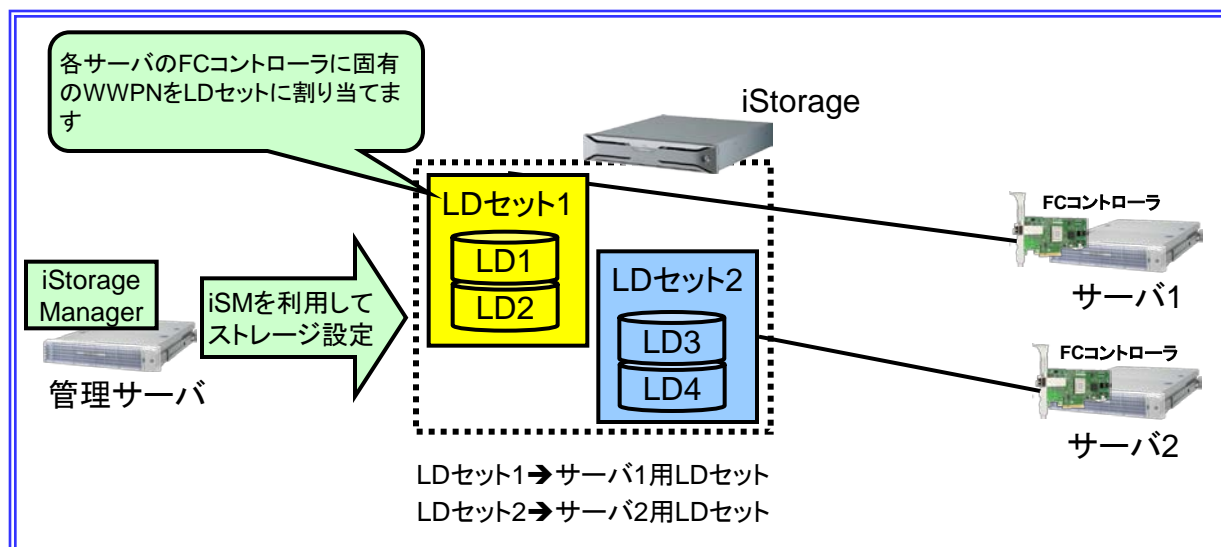 各サーバのFCコントローラに固有
のWWPNをLDセットに割り当てま
す
iStorage
LDセット1
LD1
LD2
FCコントローラ
サーバ1
iStorage
Manager
管理サーバ
iSMを利用して
ストレージ設定
LDセット2
LD3
LD4
FCコントローラ
サーバ2
LDセット1➔サーバ1用LDセット
LDセット2➔サーバ2用LDセット